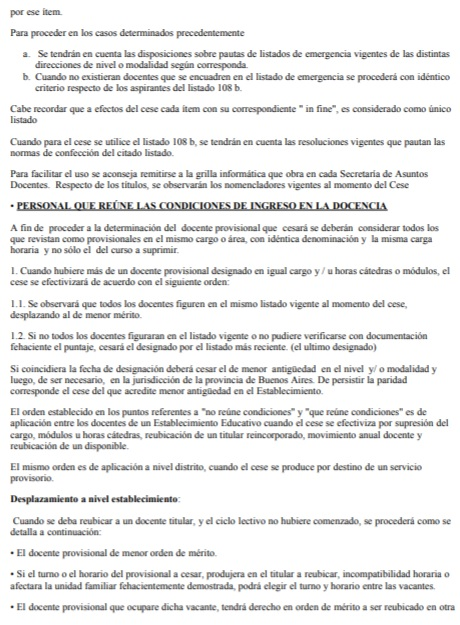 por ese ítem.
Para proceder en los casos determinados precedentemente
a. Se tendrán en cuenta las disposiciones sobre pautas de listados de emergencia vigentes de las distintas
direcciones de nivel o modalidad según corresponda.
b. Cuando no existieran docentes que se encuadren en el listado de emergencia se procederá con idéntico
criterio respecto de los aspirantes del listado 108 b.
Cabe recordar que a efectos del cese cada ítem con su correspondiente " in fine", es considerado como único
listado
Cuando para el cese se utilice el listado 108 b, se tendrán en cuenta las resoluciones vigentes que pautan las
normas de confección del citado listado.
Para facilitar el uso se aconseja remitirse a la grilla informática que obra en cada Secretaría de Asuntos
Docentes. Respecto de los títulos, se observarán los nomencladores vigentes al momento del Cese
• PERSONAL QUE REÚNE LAS CONDICIONES DE INGRESO EN LA DOCENCIA
A fin de proceder a la determinación del docente provisional que cesará se deberán considerar todos los
que revistan como provisionales en el mismo cargo o área, con idéntica denominación y la misma carga
horaria y no sólo el del curso a suprimir.
1. Cuando hubiere más de un docente provisional designado en igual cargo y / u horas cátedras o módulos, el
cese se efectivizará de acuerdo con el siguiente orden:
1.1. Se observará que todos los docentes figuren en el mismo listado vigente al momento del cese,
desplazando al de menor mérito.
1.2. Si no todos los docentes figuraran en el listado vigente o no pudiere verificarse con documentación
fehaciente el puntaje, cesará el designado por el listado más reciente. (el ultimo designado)
Si coincidiera la fecha de designación deberá cesar el de menor antigüedad en el nivel y/ o modalidad y
luego, de ser necesario, en la jurisdicción de la provincia de Buenos Aires. De persistir la paridad
corresponde el cese del que acredite menor antigüedad en el Establecimiento.
El orden establecido en los puntos referentes a "no reúne condiciones" y "que reúne condiciones" es de
aplicación entre los docentes de un Establecimiento Educativo cuando el cese se efectiviza por supresión del
cargo, módulos u horas cátedras, reubicación de un titular reincorporado, movimiento anual docente y
reubicación de un disponible.
El mismo orden es de aplicación a nivel distrito, cuando el cese se produce por destino de un servicio
provisorio.
Desplazamiento a nivel establecimiento:
Cuando se deba reubicar a un docente titular, y el ciclo lectivo no hubiere comenzado, se procederá como se
detalla a continuación:
• El docente provisional de menor orden de mérito.
• Si el turno o el horario del provisional a cesar, produjera en el titular a reubicar, incompatibilidad horaria o
afectara la unidad familiar fehacientemente demostrada, podrá elegir el turno y horario entre las vacantes.
• El docente provisional que ocupare dicha vacante, tendrá derecho en orden de mérito a ser reubicado en otra